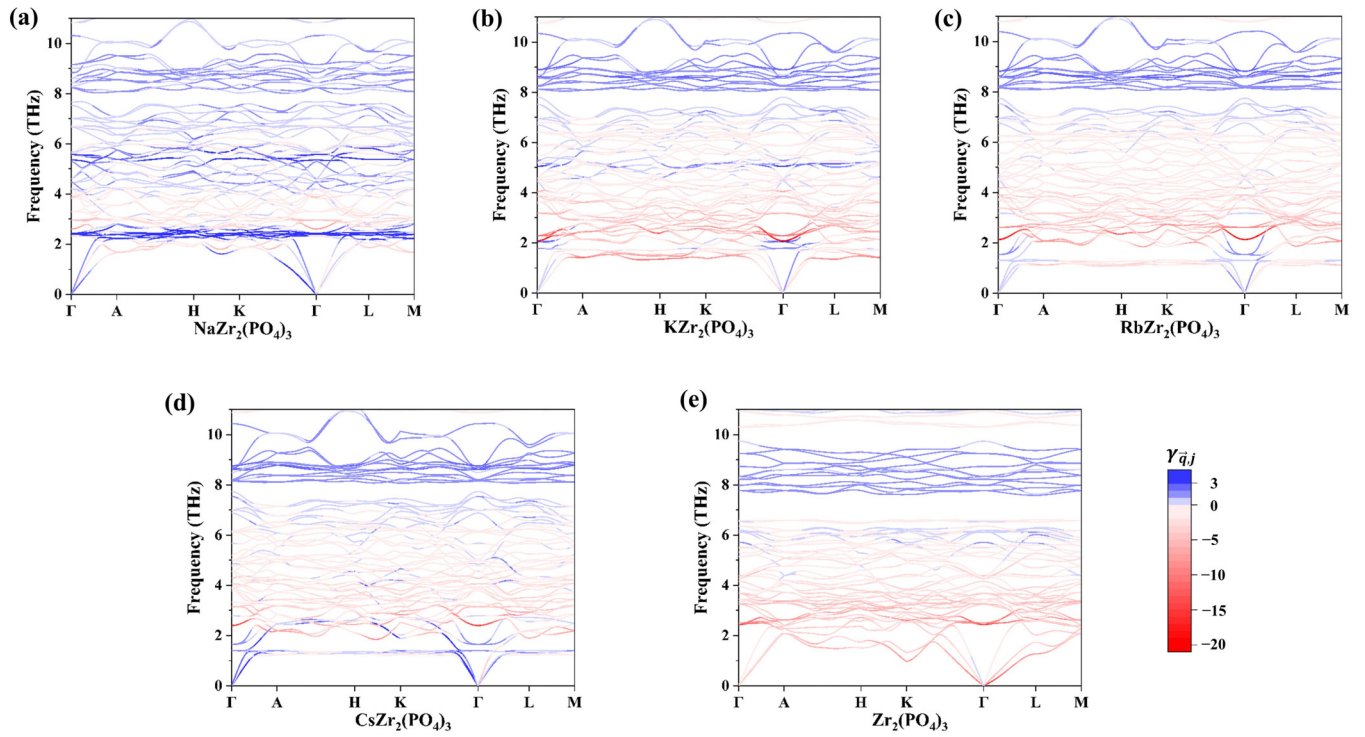 (a)
Frequency (THz)
10
8
6
4
2
0
Γ A H K Γ L M
NaZr₂(PO₄)₃
(b)
Frequency (THz)
10
8
6
4
2
0
Γ A H K Γ L M
KZr₂(PO₄)₃
(c)
Frequency (THz)
10
8
6
4
2
0
Γ A H K Γ L M
RbZr₂(PO₄)₃
(d)
Frequency (THz)
10
8
6
4
2
0
Γ A H K Γ L M
CsZr₂(PO₄)₃
(e)
Frequency (THz)
10
8
6
4
2
0
Γ A H K Γ L M
Zr₂(PO₄)₃
γ_{q⃗,j}
3
0
−5
−10
−15
−20